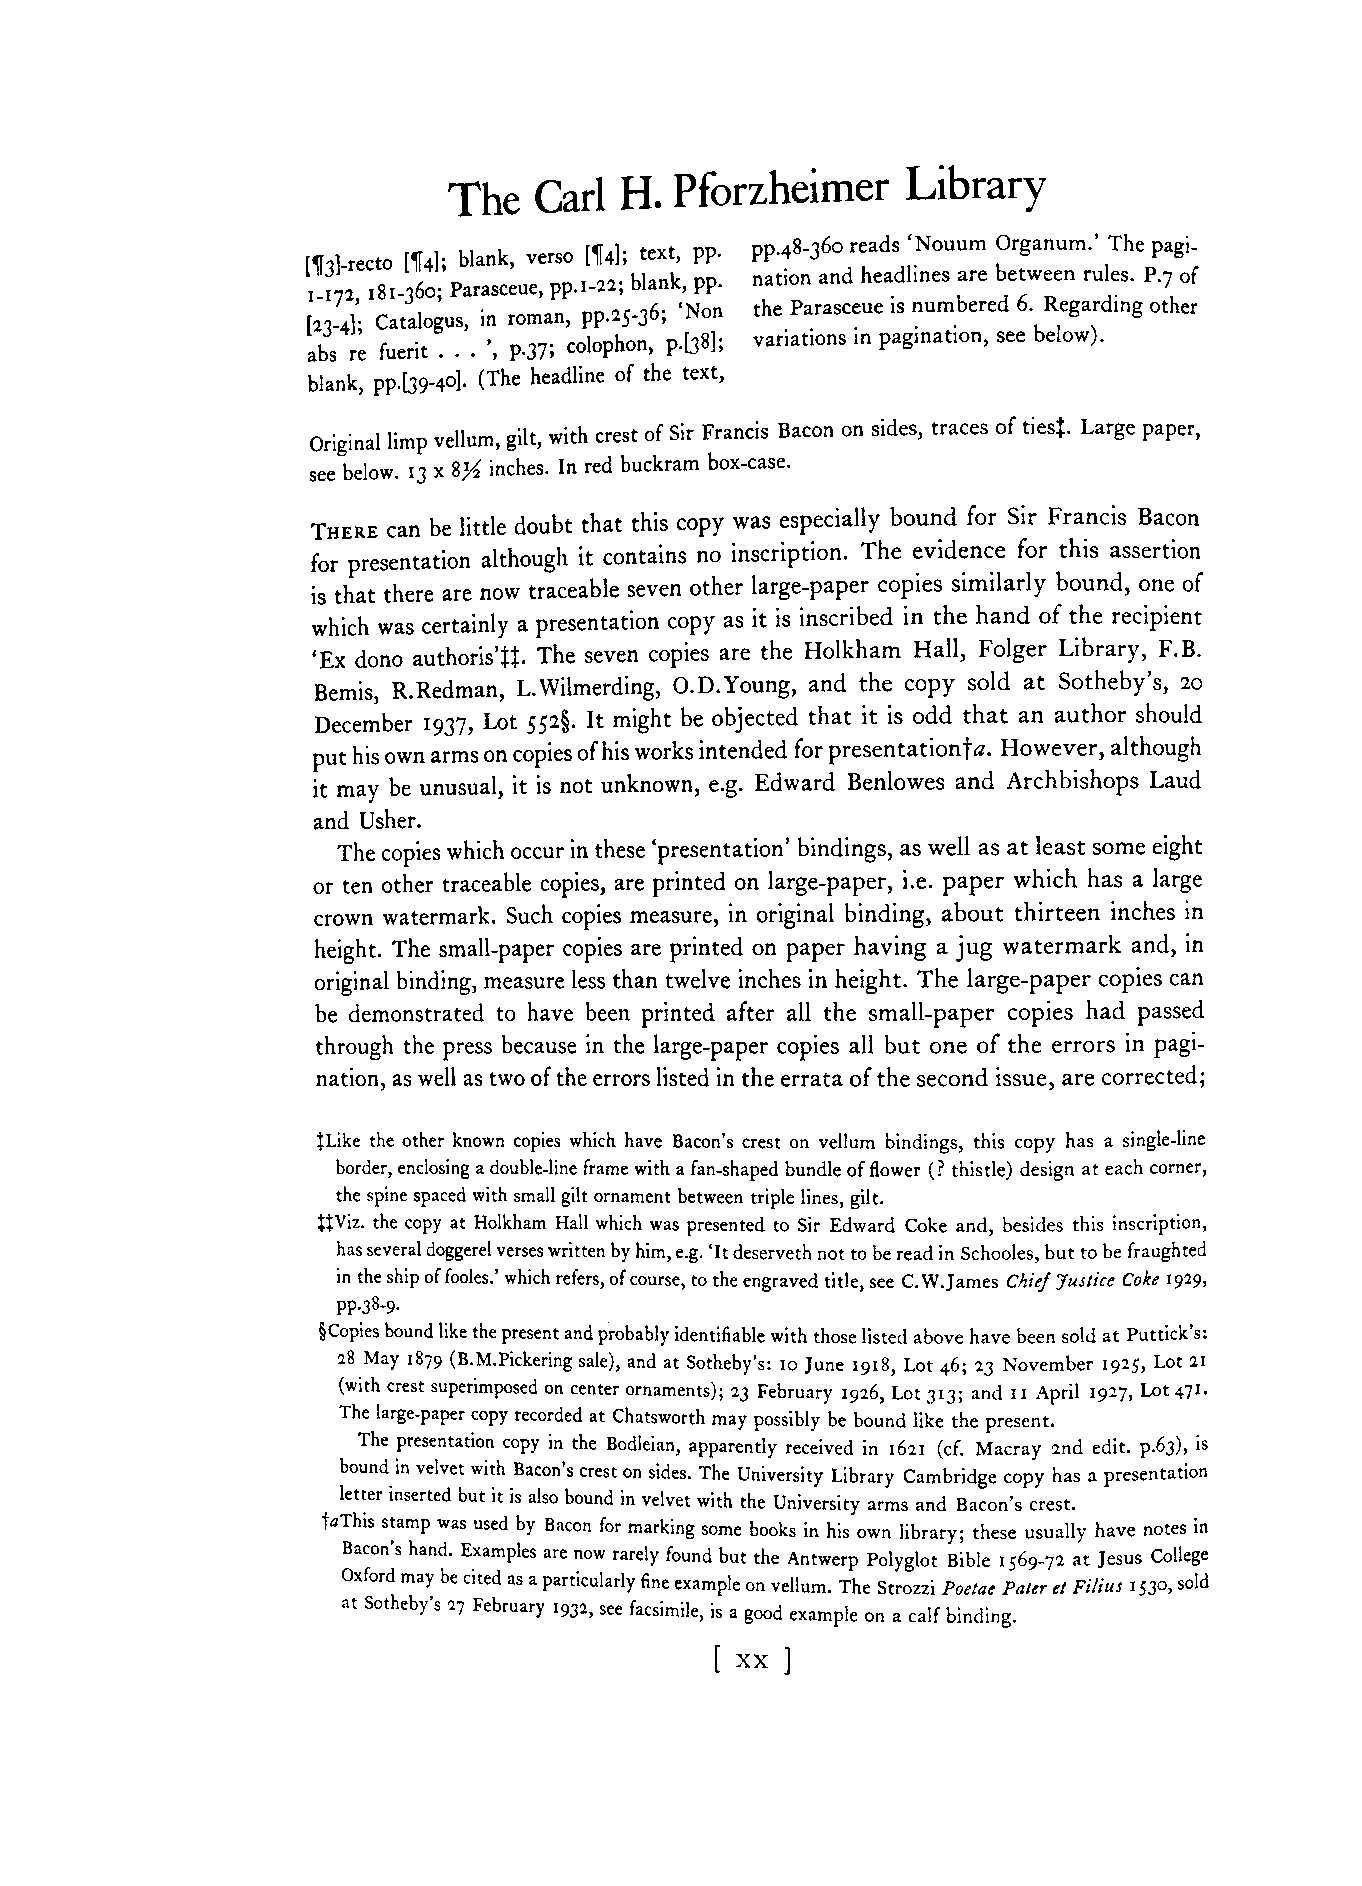 The Carl H. Pforzheimer Library
[¶3]-recto [¶4]; blank, verso [¶4]; text, pp.
1-172, 181-360; Parasceue, pp.1-22; blank, pp.
[23-4]; Catalogus, in roman, pp.25-36; ‘Non
abs re fuerit . . . ’, p.37; colophon, p.[38];
blank, pp.[39-40]. (The headline of the text,
pp.48-360 reads ‘Nouum Organum.’ The pagi-
nation and headlines are between rules. P.7 of
the Parasceue is numbered 6. Regarding other
variations in pagination, see below).
Original limp vellum, gilt, with crest of Sir Francis Bacon on sides, traces of ties‡. Large paper,
see below. 13 x 8½ inches. In red buckram box-case.
THERE can be little doubt that this copy was especially bound for Sir Francis Bacon
for presentation although it contains no inscription. The evidence for this assertion
is that there are now traceable seven other large-paper copies similarly bound, one of
which was certainly a presentation copy as it is inscribed in the hand of the recipient
‘Ex dono authoris’‡‡. The seven copies are the Holkham Hall, Folger Library, F.B.
Bemis, R.Redman, L.Wilmerding, O.D.Young, and the copy sold at Sotheby’s, 20
December 1937, Lot 552§. It might be objected that it is odd that an author should
put his own arms on copies of his works intended for presentation†a. However, although
it may be unusual, it is not unknown, e.g. Edward Benlowes and Archbishops Laud
and Usher.
The copies which occur in these ‘presentation’ bindings, as well as at least some eight
or ten other traceable copies, are printed on large-paper, i.e. paper which has a large
crown watermark. Such copies measure, in original binding, about thirteen inches in
height. The small-paper copies are printed on paper having a jug watermark and, in
original binding, measure less than twelve inches in height. The large-paper copies can
be demonstrated to have been printed after all the small-paper copies had passed
through the press because in the large-paper copies all but one of the errors in pagi-
nation, as well as two of the errors listed in the errata of the second issue, are corrected;
‡Like the other known copies which have Bacon’s crest on vellum bindings, this copy has a single-line
border, enclosing a double-line frame with a fan-shaped bundle of flower (? thistle) design at each corner,
the spine spaced with small gilt ornament between triple lines, gilt.
‡‡Viz. the copy at Holkham Hall which was presented to Sir Edward Coke and, besides this inscription,
has several doggerel verses written by him, e.g. ‘It deserveth not to be read in Schooles, but to be fraughted
in the ship of fooles.’ which refers, of course, to the engraved title, see C.W.James Chief Justice Coke 1929,
pp.38-9.
§Copies bound like the present and probably identifiable with those listed above have been sold at Puttick’s:
28 May 1879 (B.M.Pickering sale), and at Sotheby’s: 10 June 1918, Lot 46; 23 November 1925, Lot 21
(with crest superimposed on center ornaments); 23 February 1926, Lot 313; and 11 April 1927, Lot 471.
The large-paper copy recorded at Chatsworth may possibly be bound like the present.
The presentation copy in the Bodleian, apparently received in 1621 (cf. Macray 2nd edit. p.63), is
bound in velvet with Bacon’s crest on sides. The University Library Cambridge copy has a presentation
letter inserted but it is also bound in velvet with the University arms and Bacon’s crest.
†aThis stamp was used by Bacon for marking some books in his own library; these usually have notes in
Bacon’s hand. Examples are now rarely found but the Antwerp Polyglot Bible 1569-72 at Jesus College
Oxford may be cited as a particularly fine example on vellum. The Strozzi Poetae Pater et Filius 1530, sold
at Sotheby’s 27 February 1932, see facsimile, is a good example on a calf binding.
[ xx ]